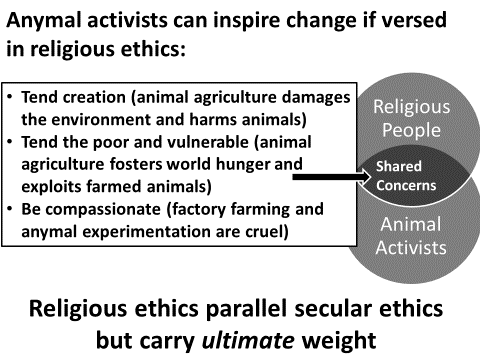 Anymal activists can inspire change if versed
in religious ethics:
• Tend creation (animal agriculture damages
the environment and harms animals)
• Tend the poor and vulnerable (animal
agriculture fosters world hunger and
exploits farmed animals)
• Be compassionate (factory farming and
anymal experimentation are cruel)
Religious
People
Shared
Concerns
Animal
Activists
Religious ethics parallel secular ethics
but carry ultimate weight